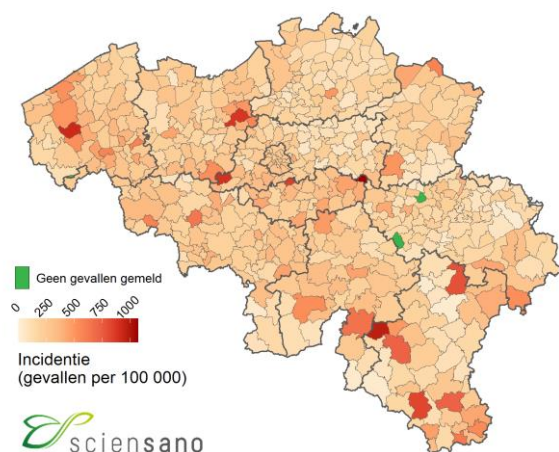 Geen gevallen gemeld
0 250 500 750 1000
Incidentie
(gevallen per 100 000)
sciensano